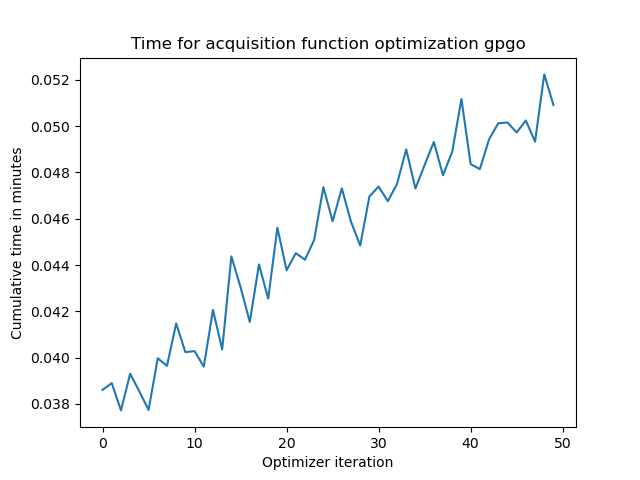 Time for acquisition function optimization gpgo
0.052
0.050
0.048
0.046
0.044
0.042
0.040
0.038
Cumulative time in minutes
0 10 20 30 40 50
Optimizer iteration